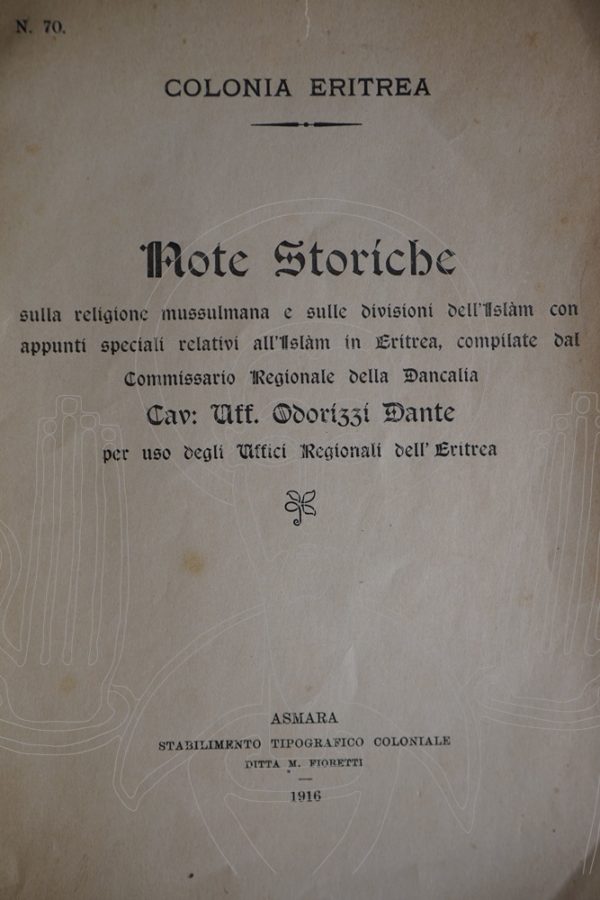 N. 70.
COLONIA ERITREA
Note Storiche
sulla religione mussulmana e sulle divisioni dell'Islàm con
appunti speciali relativi all'Islàm in Eritrea, compilate dal
Commissario Regionale della Dancalia
Cav: Uff. Odorizzi Dante
per uso degli Uffici Regionali dell' Eritrea
ASMARA
STABILIMENTO TIPOGRAFICO COLONIALE
DITTA M. FIORETTI
1916